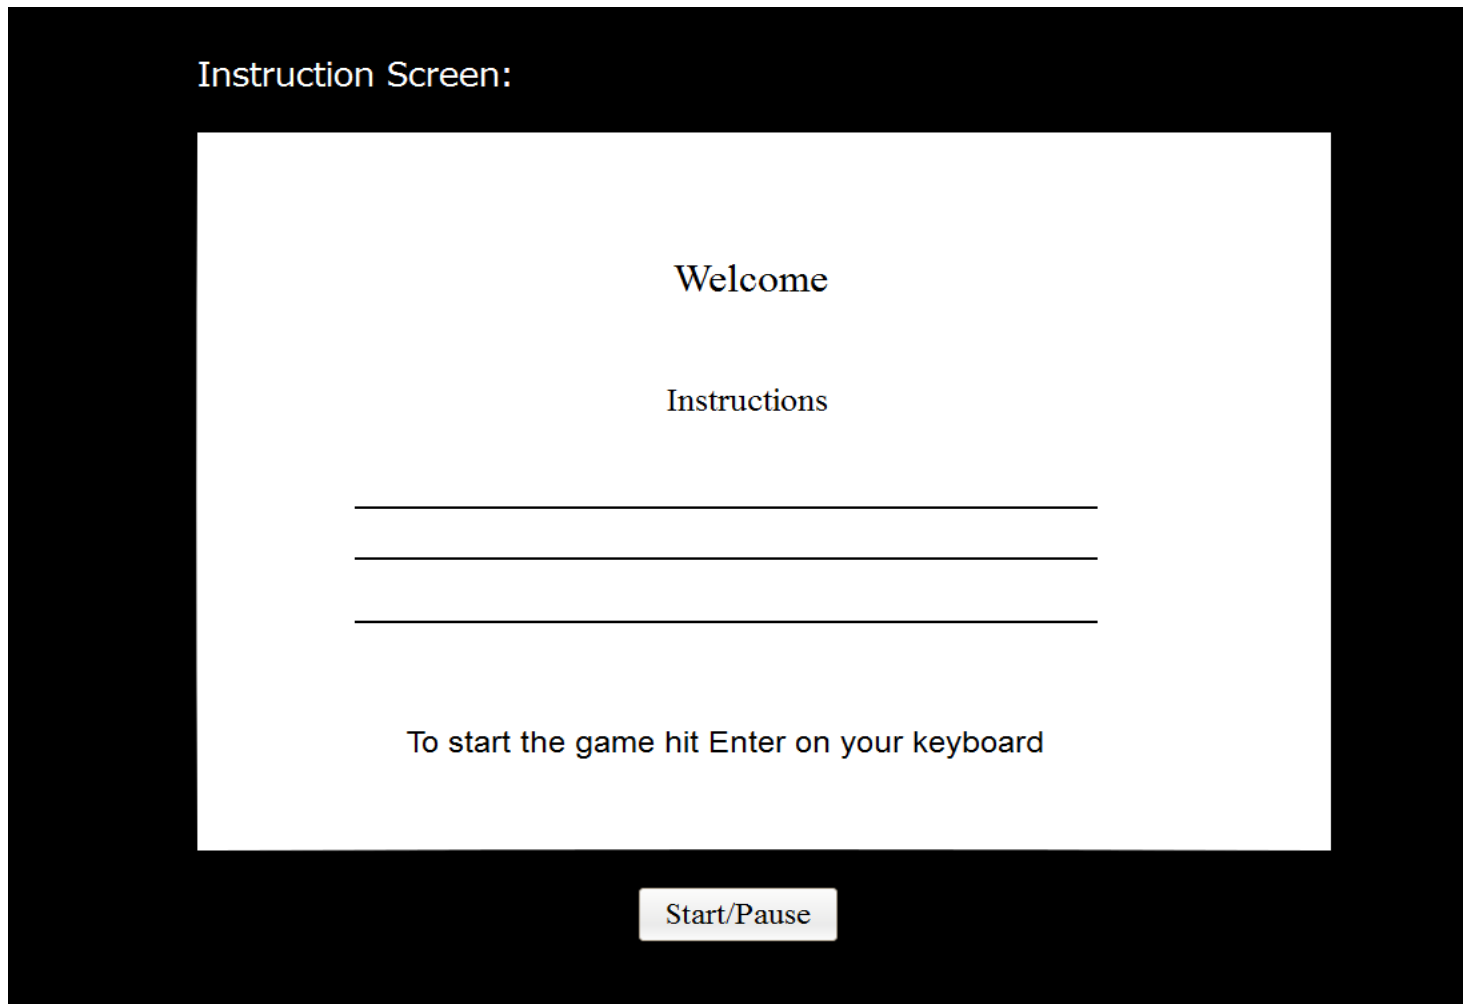 Instruction Screen:
Welcome
Instructions
To start the game hit Enter on your keyboard
Start/Pause